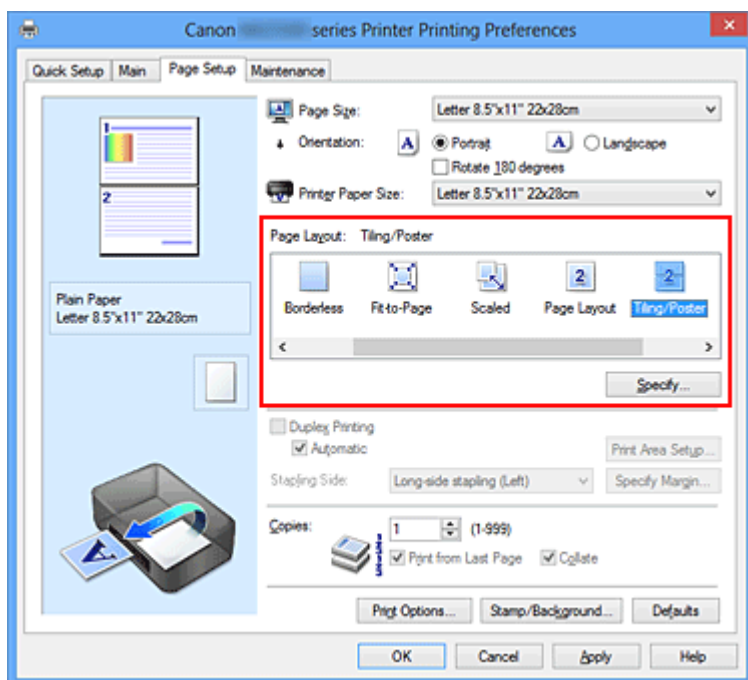 Canon series Printer Printing Preferences
Quick Setup Main Page Setup Maintenance
Page Size: Letter 8.5"x11" 22x28cm
Orientation: A Portrait A Landscape
Rotate 180 degrees
Printer Paper Size: Letter 8.5"x11" 22x28cm
1
2
Page Layout: Tiling/Poster
2 2
Borderless Fit-to-Page Scaled Page Layout Tiling/Poster
Plain Paper
Letter 8.5"x11" 22x28cm
Specify...
Duplex Printing
Automatic Print Area Setup...
Stapling Side: Long-side stapling (Left) Specify Margin...
Copies: 1 (1-999)
Print from Last Page Collate
A
Print Options... Stamp/Background... Defaults
OK Cancel Apply Help